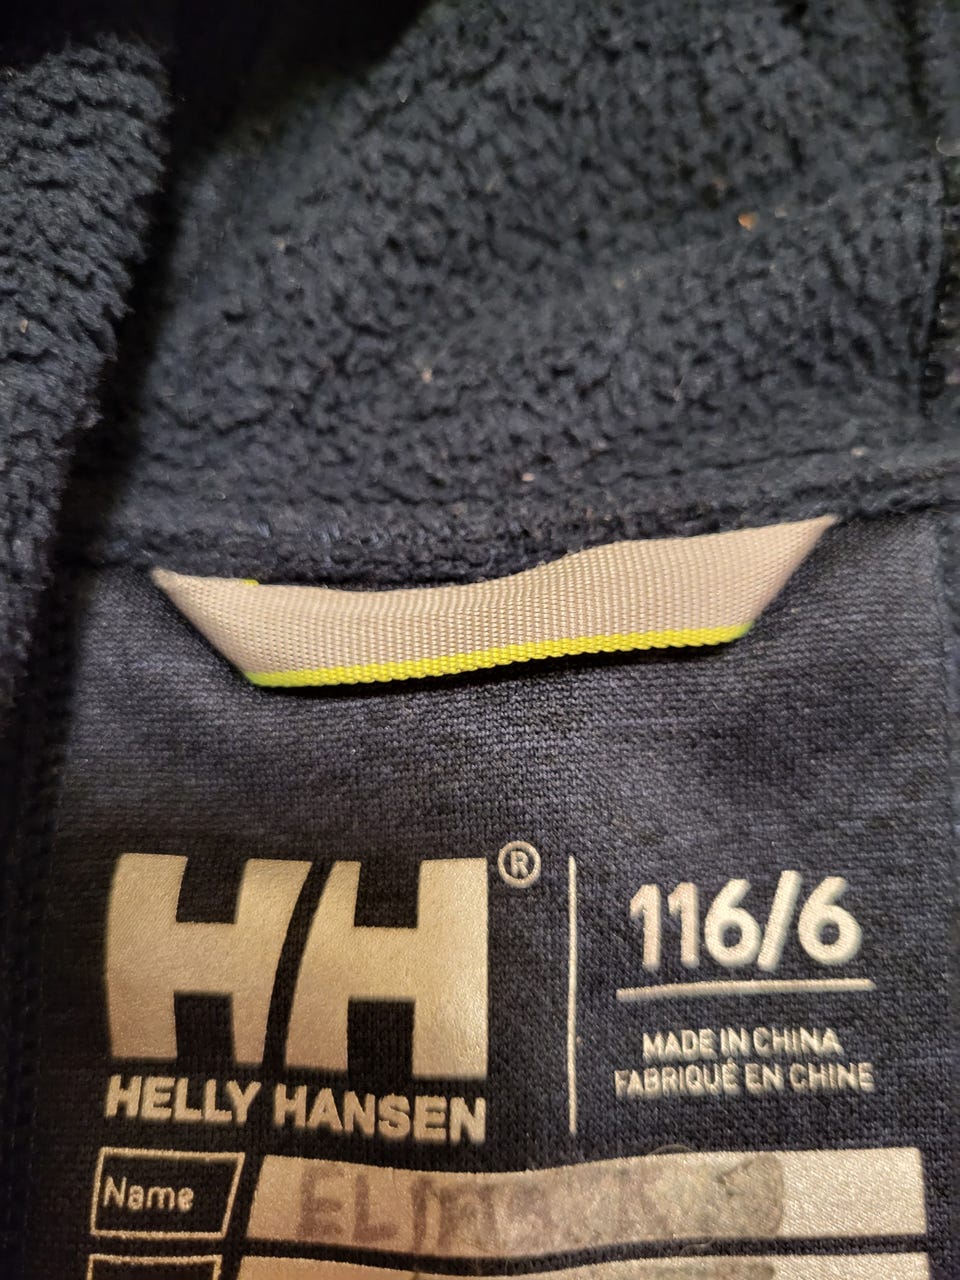 HH®
HELLY HANSEN
116/6
MADE IN CHINA
FABRIQUÉ EN CHINE
Name